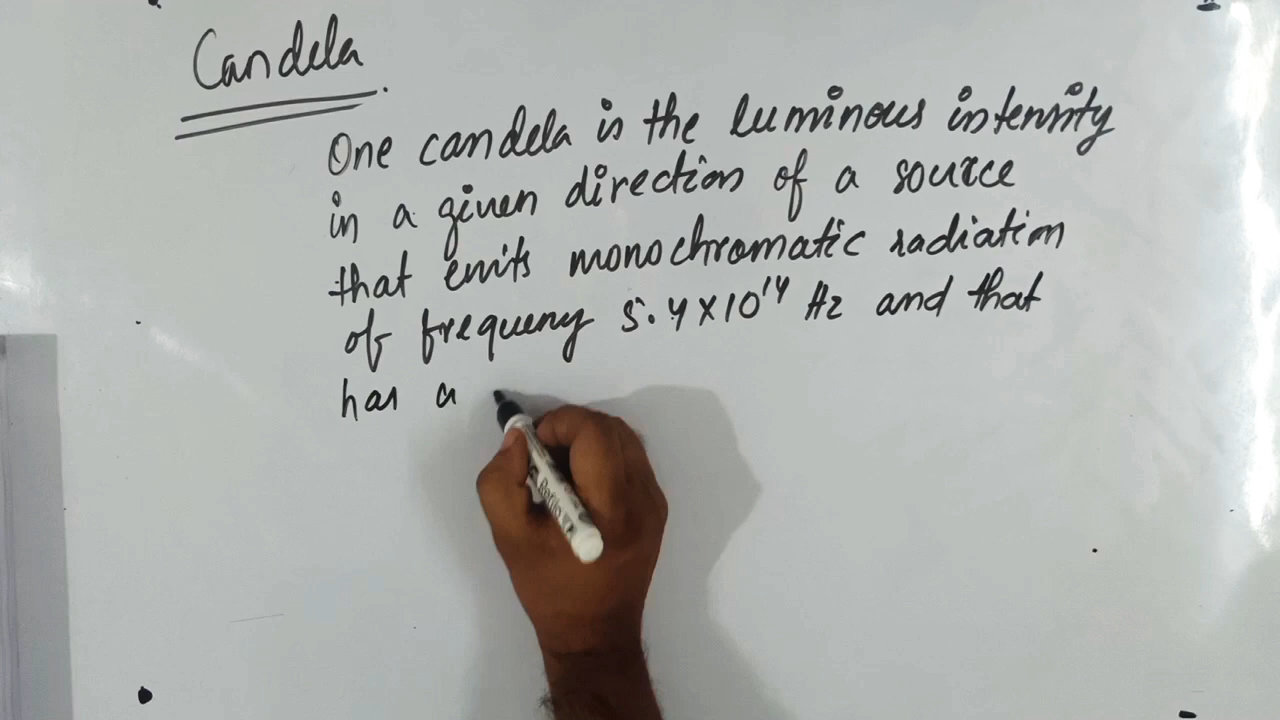 Candela
One candela is the luminous intensity
in a given direction of a source
that emits monochromatic radiation
of frequency 5.4×10¹⁴ Hz and that
has a